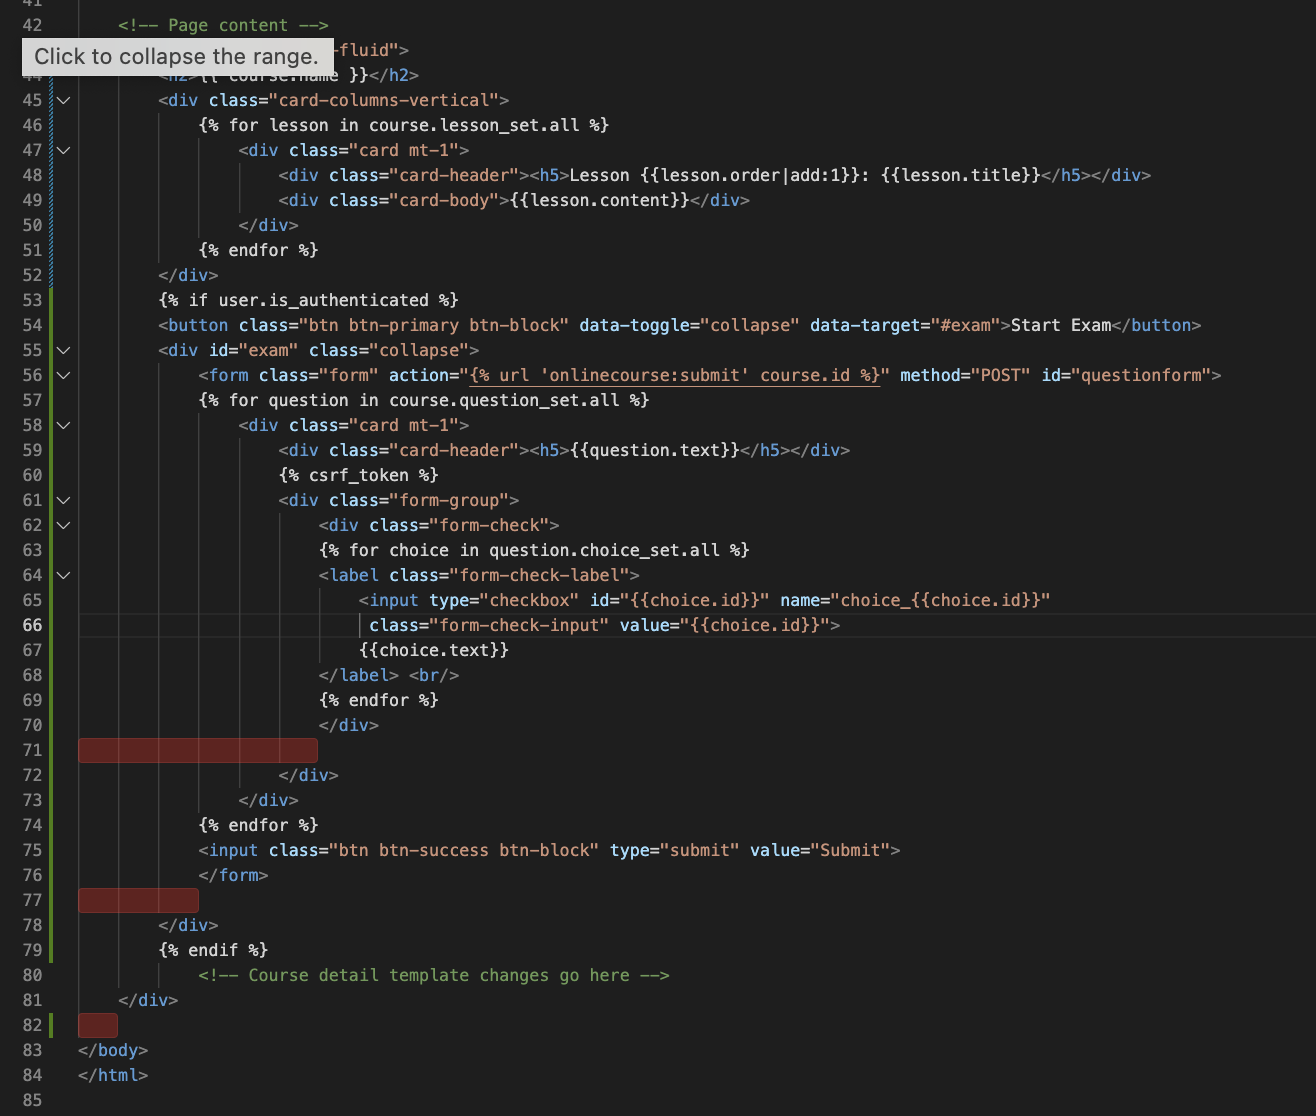 41
42 <!-- Page content -->
Click to collapse the range. -fluid">
44 <h2>{{ course.name }}</h2>
45 <div class="card-columns-vertical">
46 {% for lesson in course.lesson_set.all %}
47 <div class="card mt-1">
48 <div class="card-header"><h5>Lesson {{lesson.order|add:1}}: {{lesson.title}}</h5></div>
49 <div class="card-body">{{lesson.content}}</div>
50 </div>
51 {% endfor %}
52 </div>
53 {% if user.is_authenticated %}
54 <button class="btn btn-primary btn-block" data-toggle="collapse" data-target="#exam">Start Exam</button>
55 <div id="exam" class="collapse">
56 <form class="form" action="{% url 'onlinecourse:submit' course.id %}" method="POST" id="questionform">
57 {% for question in course.question_set.all %}
58 <div class="card mt-1">
59 <div class="card-header"><h5>{{question.text}}</h5></div>
60 {% csrf_token %}
61 <div class="form-group">
62 <div class="form-check">
63 {% for choice in question.choice_set.all %}
64 <label class="form-check-label">
65 <input type="checkbox" id="{{choice.id}}" name="choice_{{choice.id}}"
66 class="form-check-input" value="{{choice.id}}">
67 {{choice.text}}
68 </label> <br/>
69 {% endfor %}
70 </div>
71
72 </div>
73 </div>
74 {% endfor %}
75 <input class="btn btn-success btn-block" type="submit" value="Submit">
76 </form>
77
78 </div>
79 {% endif %}
80 <!-- Course detail template changes go here -->
81 </div>
82
83 </body>
84 </html>
85